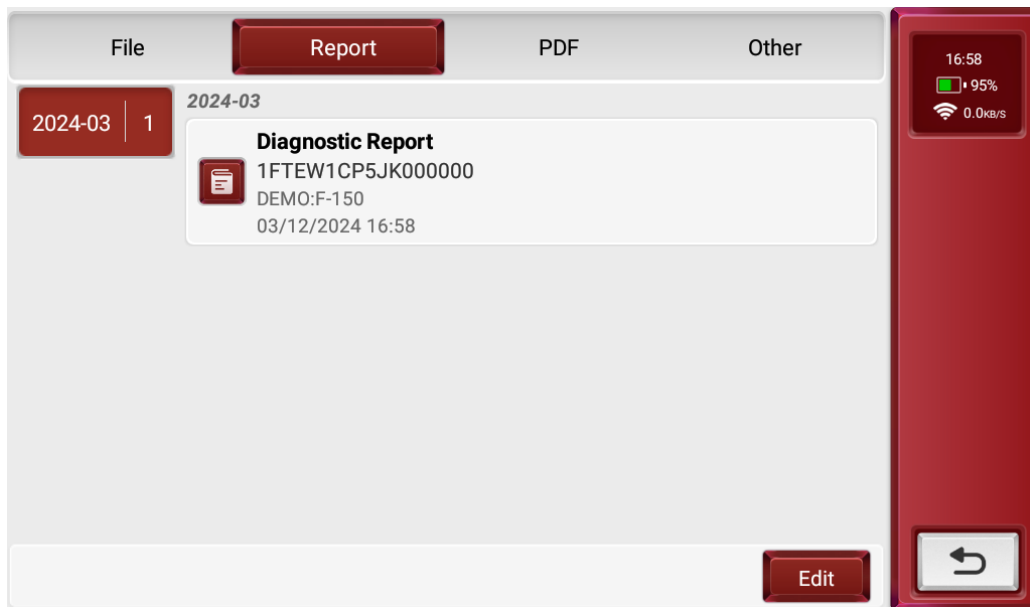 File Report PDF Other
16:58
95%
0.0KB/S
2024-03 1
2024-03
Diagnostic Report
1FTEW1CP5JK000000
DEMO:F-150
03/12/2024 16:58
Edit